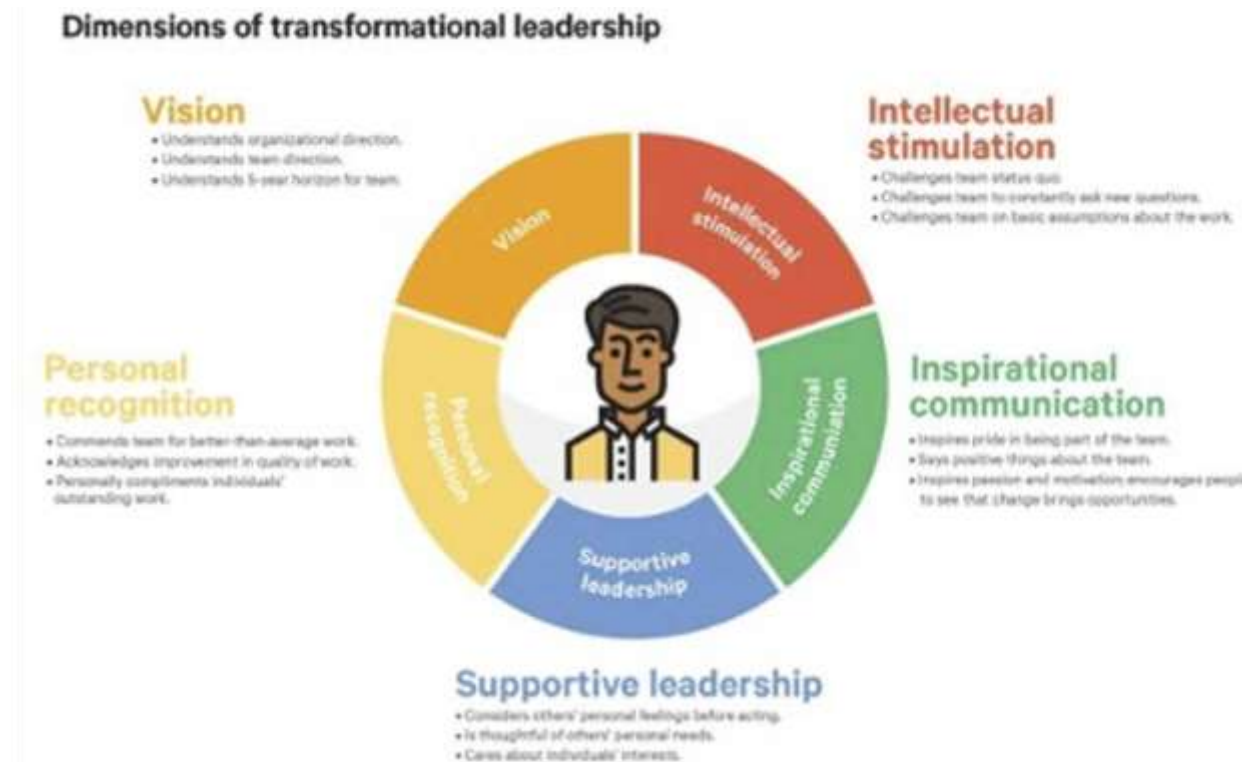 Dimensions of transformational leadership
Vision
• Understands organizational direction.
• Understands team direction.
• Understands 5-year horizon for team.
Intellectual
stimulation
• Challenges team status quo.
• Challenges team to constantly ask new questions.
• Challenges team on basic assumptions about the work.
Vision
Intellectual
stimulation
Personal
recognition
• Commends team for better-than-average work.
• Acknowledges improvement in quality of work.
• Personally compliments individuals'
outstanding work.
Personal
recognition
Inspirational
communiation
Inspirational
communication
• Inspires pride in being part of the team.
• Says positive things about the team.
• Inspires passion and motivation; encourages peopl
to see that change brings opportunities.
Supportive
leadership
Supportive leadership
• Considers others' personal feelings before acting.
• Is thoughtful of others' personal needs.
• Cares about individuals' interests.